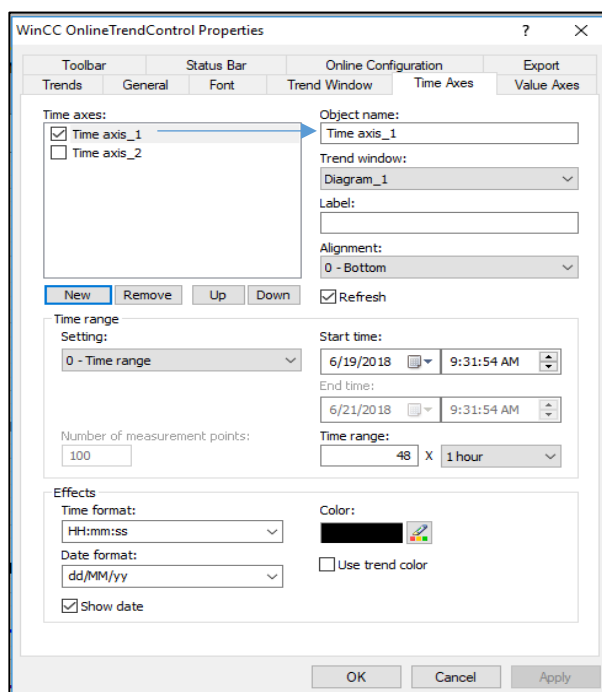 WinCC OnlineTrendControl Properties ?
Toolbar Status Bar Online Configuration Export
Trends General Font Trend Window Time Axes Value Axes
Time axes:
Time axis_1
Time axis_2
Object name:
Time axis_1
Trend window:
Diagram_1
Label:
Alignment:
0 - Bottom
New Remove Up Down
Refresh
Time range
Setting:
0 - Time range
Start time:
6/19/2018 9:31:54 AM
End time:
6/21/2018 9:31:54 AM
Number of measurement points:
100
Time range:
48 X 1 hour
Effects
Time format:
HH:mm:ss
Color:
Date format:
dd/MM/yy
Use trend color
Show date
OK Cancel Apply